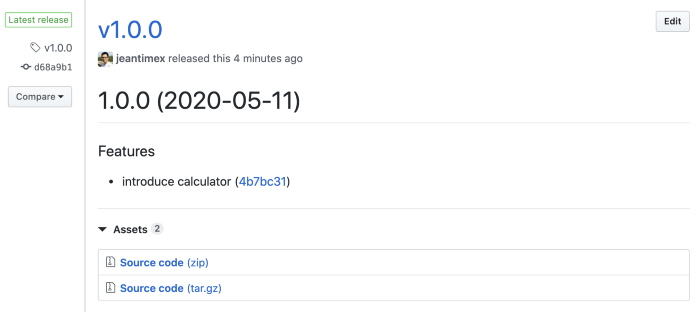 Latest release
v1.0.0
d68a9b1
Compare
v1.0.0
Edit
jeantimex released this 4 minutes ago
1.0.0 (2020-05-11)
Features
• introduce calculator (4b7bc31)
Assets 2
Source code (zip)
Source code (tar.gz)